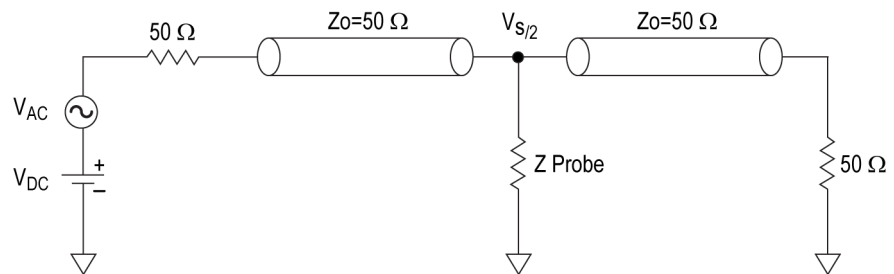 50 Ω
Zo=50 Ω
VS/2
Zo=50 Ω
VAC
VDC
+
–
Z Probe
50 Ω